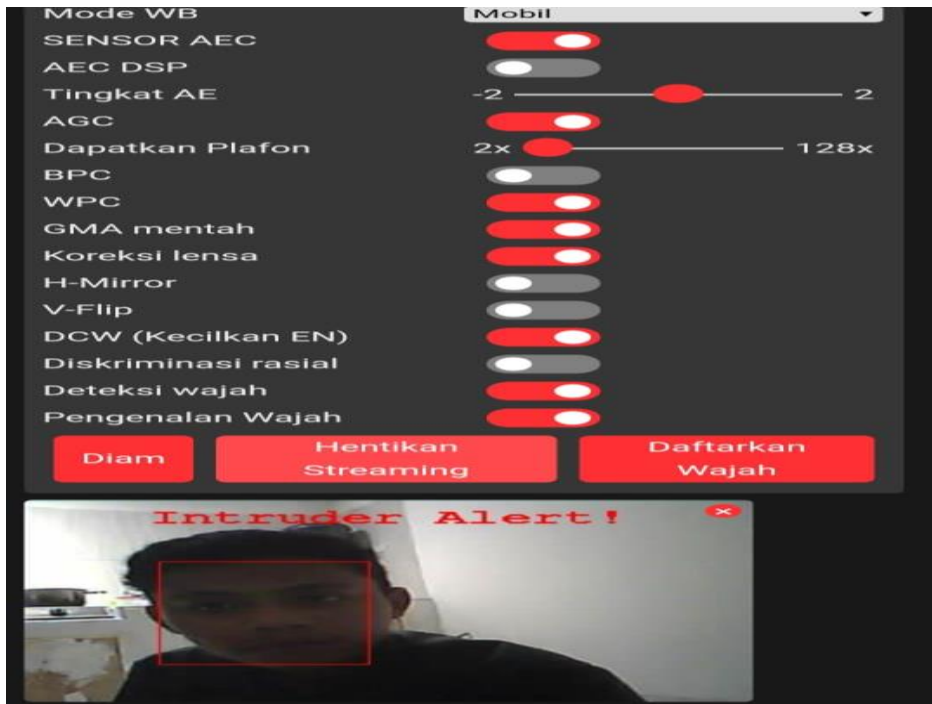 Mode WB Mobil
SENSOR AEC
AEC DSP
Tingkat AE -2 2
AGC
Dapatkan Plafon 2x 128x
BPC
WPC
GMA mentah
Koreksi lensa
H-Mirror
V-Flip
DCW (Kecilkan EN)
Diskriminasi rasial
Deteksi wajah
Pengenalan Wajah
Diam
Hentikan
Streaming
Daftarkan
Wajah
Intruder Alert!